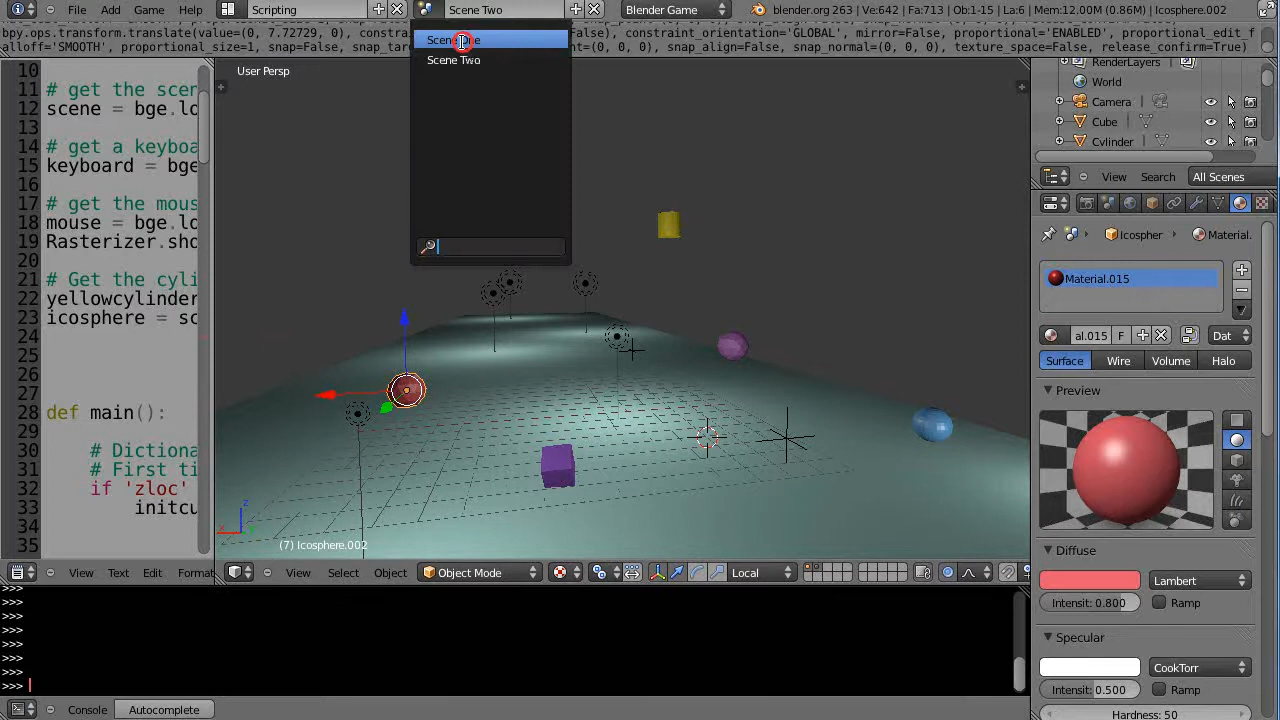 File Add Game Help Scripting Scene Two Blender Game blender.org 263 | Ve:642 | Fa:713 | Ob:1-15 | La:6 | Mem:12.00M (0.86M) | Icosphere.002
bpy.ops.transform.translate(value=(0, 7.72729, 0), constra
constraint_orientation='GLOBAL', mirror=False, proportional='ENABLED', proportional_edit_f
alloff='SMOOTH', proportional_size=1, snap=False, sna
nt=(0, 0, 0), snap_align=False, snap_normal=(0, 0, 0), texture_space=False, release_confirm=True)
Scene Two
User Persp
10
11 # get the scen
12 scene = bge.lo
13
14 # get a keyboa
15 keyboard = bge
16
17 # get the mous
18 mouse = bge.lo
19 Rasterizer.sho
20
21 # Get the cyli
22 yellowcylinder
23 icosphere = sc
24
25
26
27
28 def main():
29
30 # Dictiona
31 # First ti
32 if 'zloc'
33 initcu
34
35
(7) Icosphere.002
View Text Edit Format
View Select Object Object Mode Local
>>>
>>>
>>>
>>>
>>>
>>>
>>>
Console Autocomplete
RenderLayers
World
Camera
Cube
Cylinder
View Search All Scenes
Icospher Material.
Material.015
al.015 F Dat
Surface Wire Volume Halo
Preview
Diffuse
Lambert
Intensit: 0.800 Ramp
Specular
CookTorr
Intensit: 0.500 Ramp
Hardness: 50